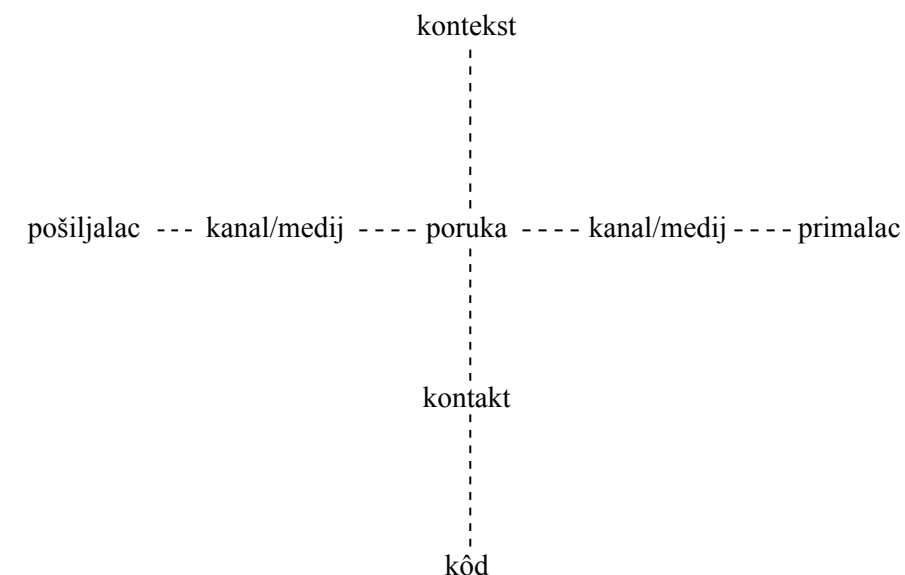 kontekst
pošiljalac --- kanal/medij ---- poruka ---- kanal/medij ---- primalac
kontakt
kôd